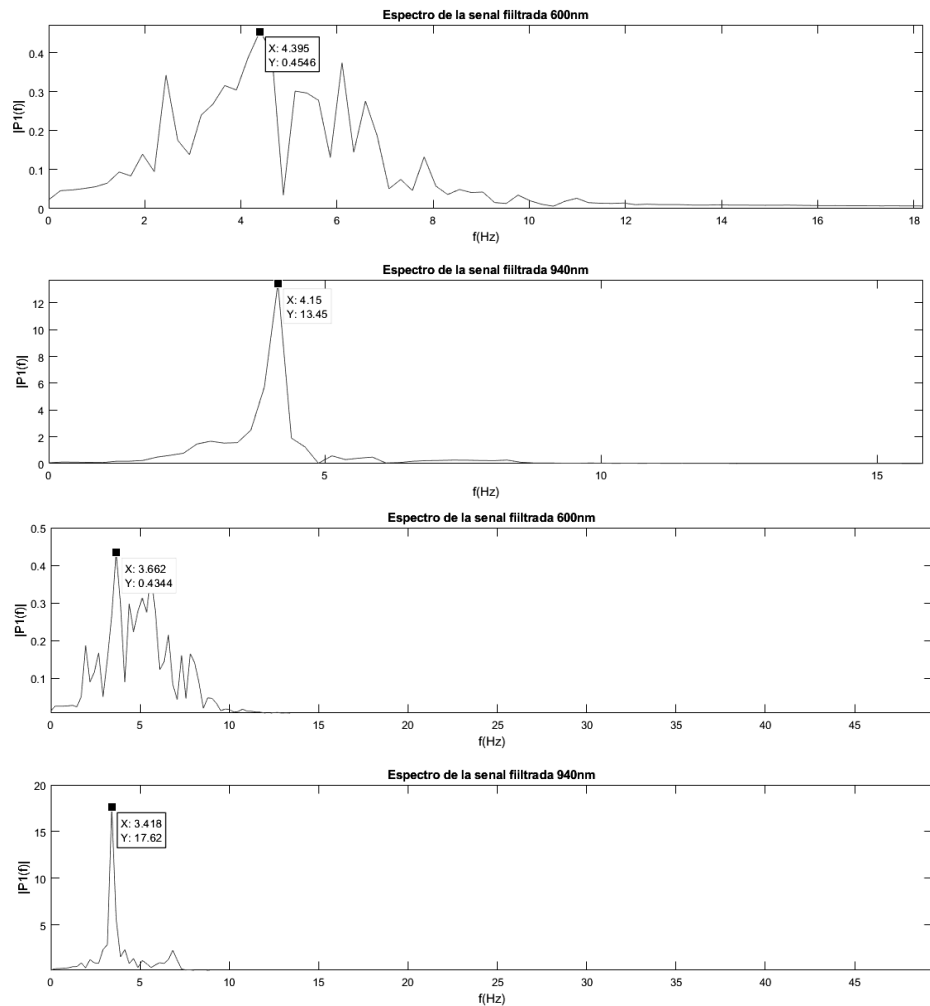 Espectro de la senal fiiltrada 600nm
|P1(f)|
0.4
0.3
0.2
0.1
0
X: 4.395
Y: 0.4546
0 2 4 6 8 10 12 14 16 18
f(Hz)
Espectro de la senal fiiltrada 940nm
|P1(f)|
12
10
8
6
4
2
0
X: 4.15
Y: 13.45
0 5 10 15
f(Hz)
Espectro de la senal fiiltrada 600nm
|P1(f)|
0.5
0.4
0.3
0.2
0.1
X: 3.662
Y: 0.4344
0 5 10 15 20 25 30 35 40 45
f(Hz)
Espectro de la senal fiiltrada 940nm
|P1(f)|
20
15
10
5
X: 3.418
Y: 17.62
0 5 10 15 20 25 30 35 40 45
f(Hz)